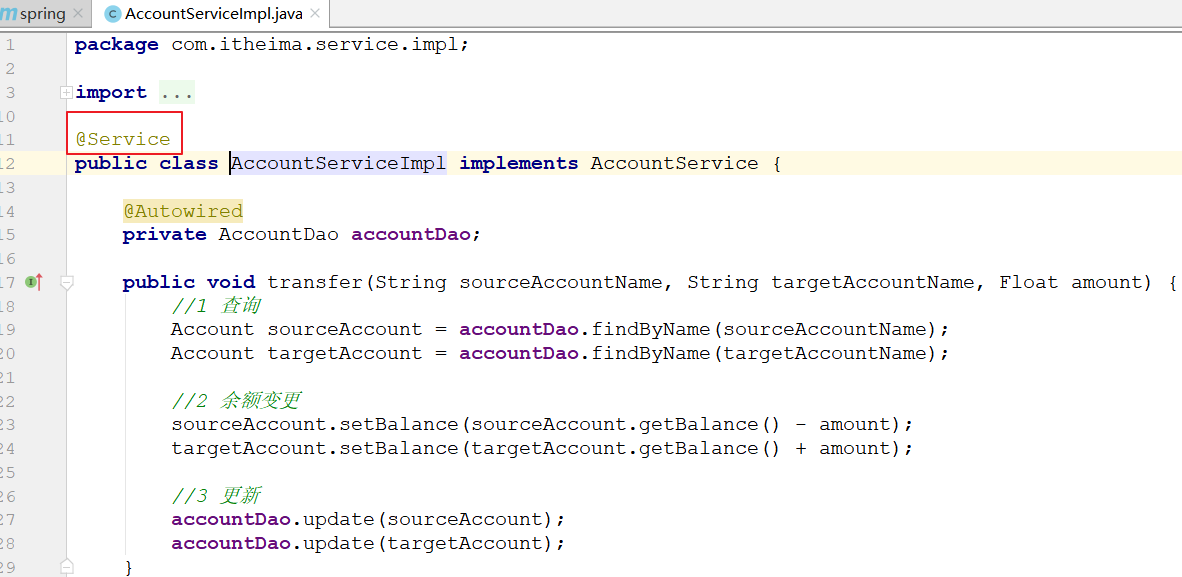 spring AccountServiceImpl.java
1 package com.itheima.service.impl;
2
3 import ...
10
11 @Service
12 public class AccountServiceImpl implements AccountService {
13
14 @Autowired
15 private AccountDao accountDao;
16
17 public void transfer(String sourceAccountName, String targetAccountName, Float amount) {
18 //1 查询
19 Account sourceAccount = accountDao.findByName(sourceAccountName);
20 Account targetAccount = accountDao.findByName(targetAccountName);
21
22 //2 余额变更
23 sourceAccount.setBalance(sourceAccount.getBalance() - amount);
24 targetAccount.setBalance(targetAccount.getBalance() + amount);
25
26 //3 更新
27 accountDao.update(sourceAccount);
28 accountDao.update(targetAccount);
29 }